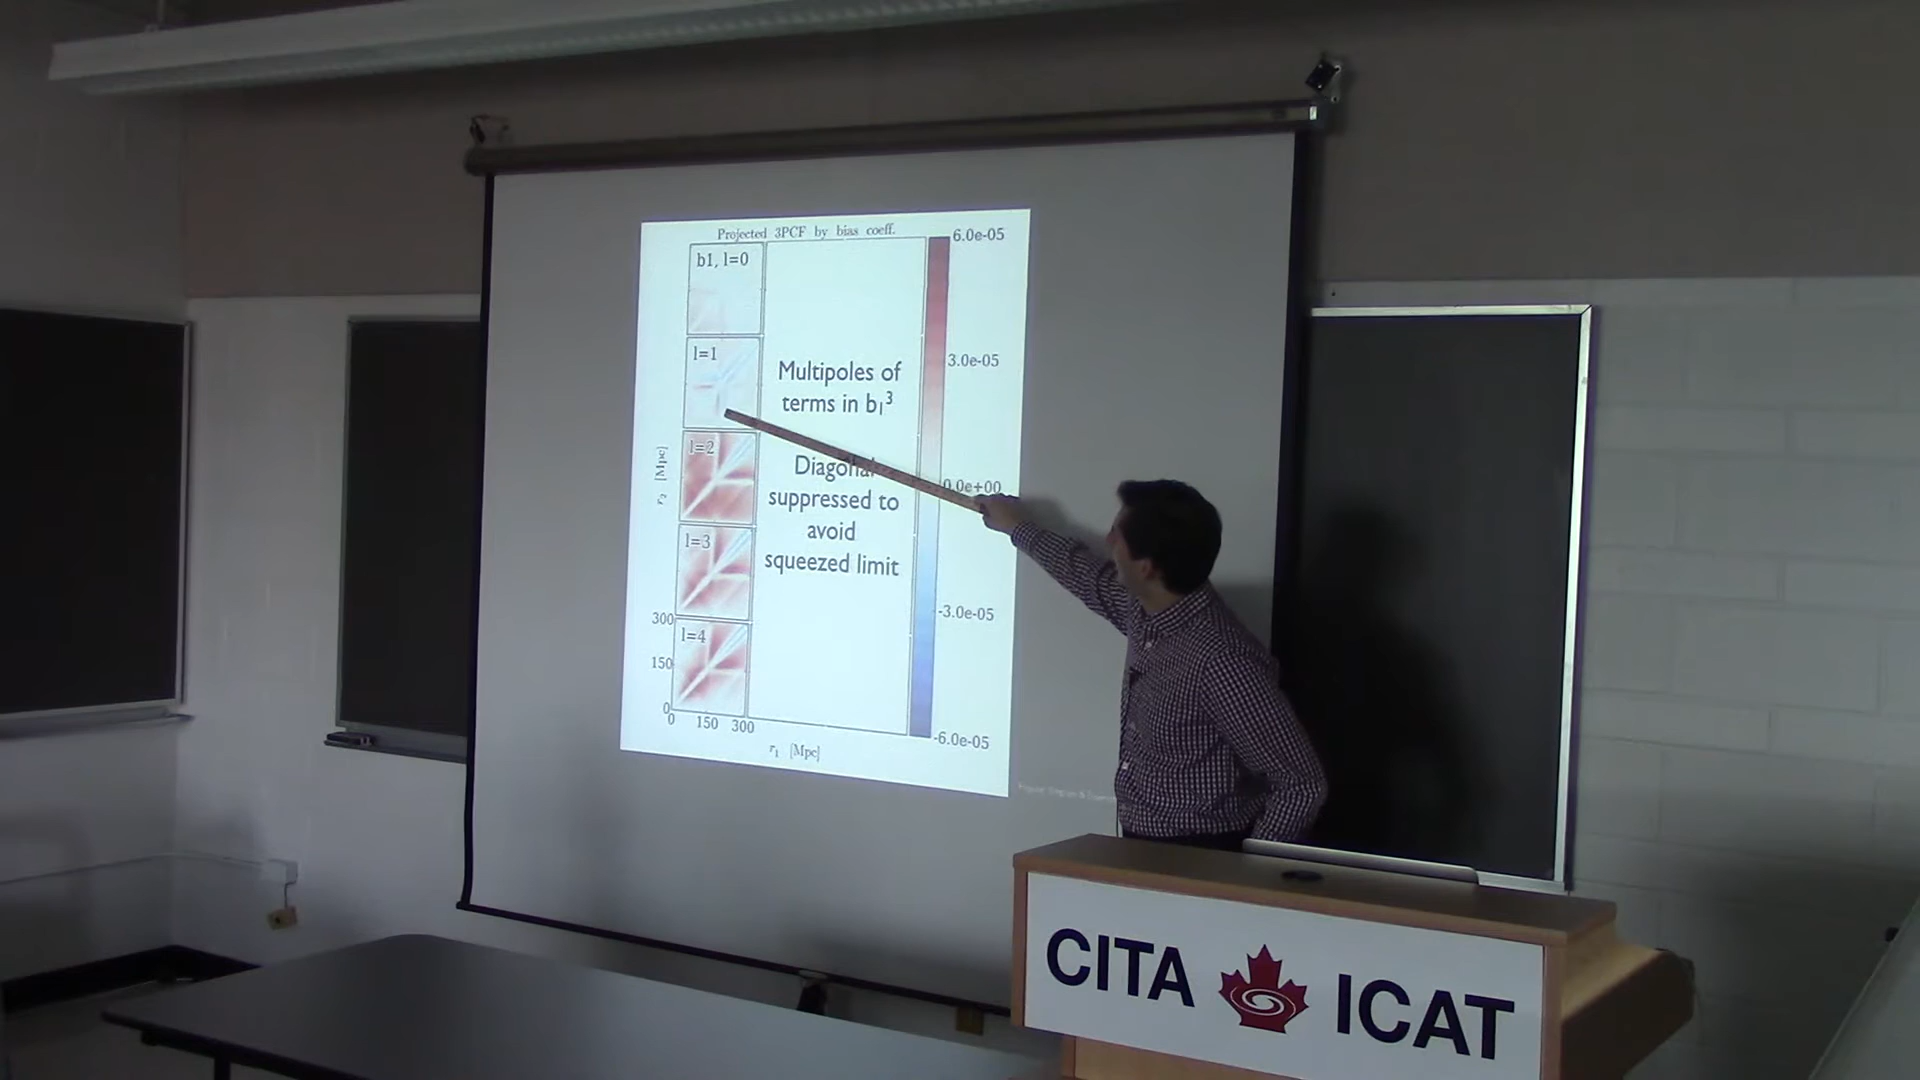 Projected 3PCF by bias coeff.
b1, l=0
l=1
l=2
l=3
l=4
Multipoles of
terms in b₁³
Diagonal
suppressed to
avoid
squeezed limit
6.0e-05
3.0e-05
0.0e+00
-3.0e-05
-6.0e-05
r₂ [Mpc]
300
150
0
0 150 300
r₁ [Mpc]
CITA ICAT